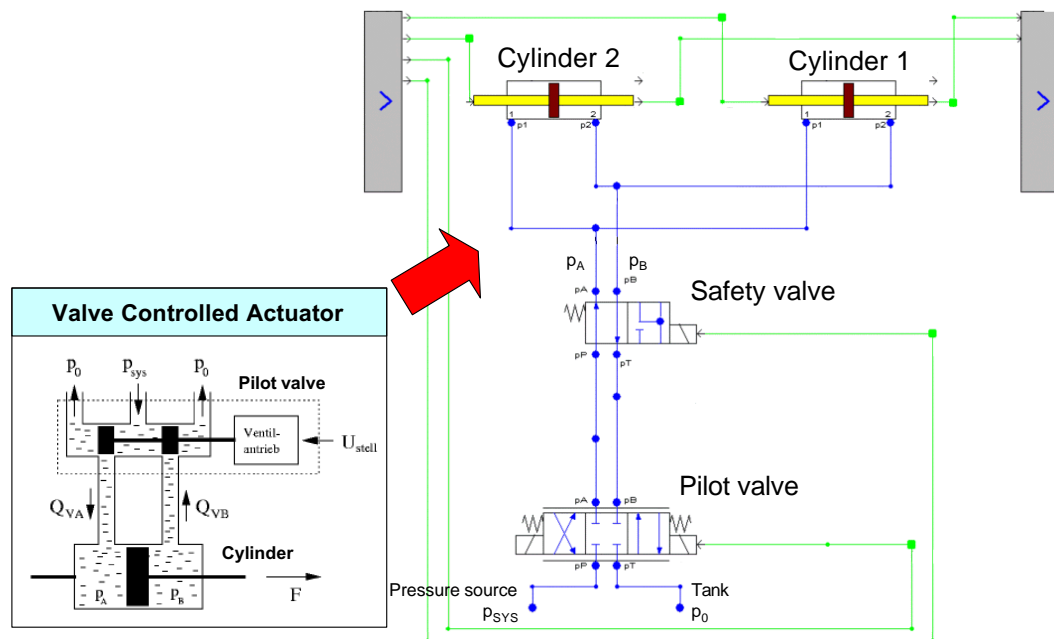 Cylinder 2
Cylinder 1
1
2
p1
p2
1
2
p1
p2
pA
pB
pA
pB
Safety valve
pP
pT
Pilot valve
pA
pB
pP
pT
Pressure source
Tank
pSYS
p0
Valve Controlled Actuator
p0
psys
p0
Pilot valve
Ventil-
antrieb
Ustell
QVA
QVB
Cylinder
PA
PB
F